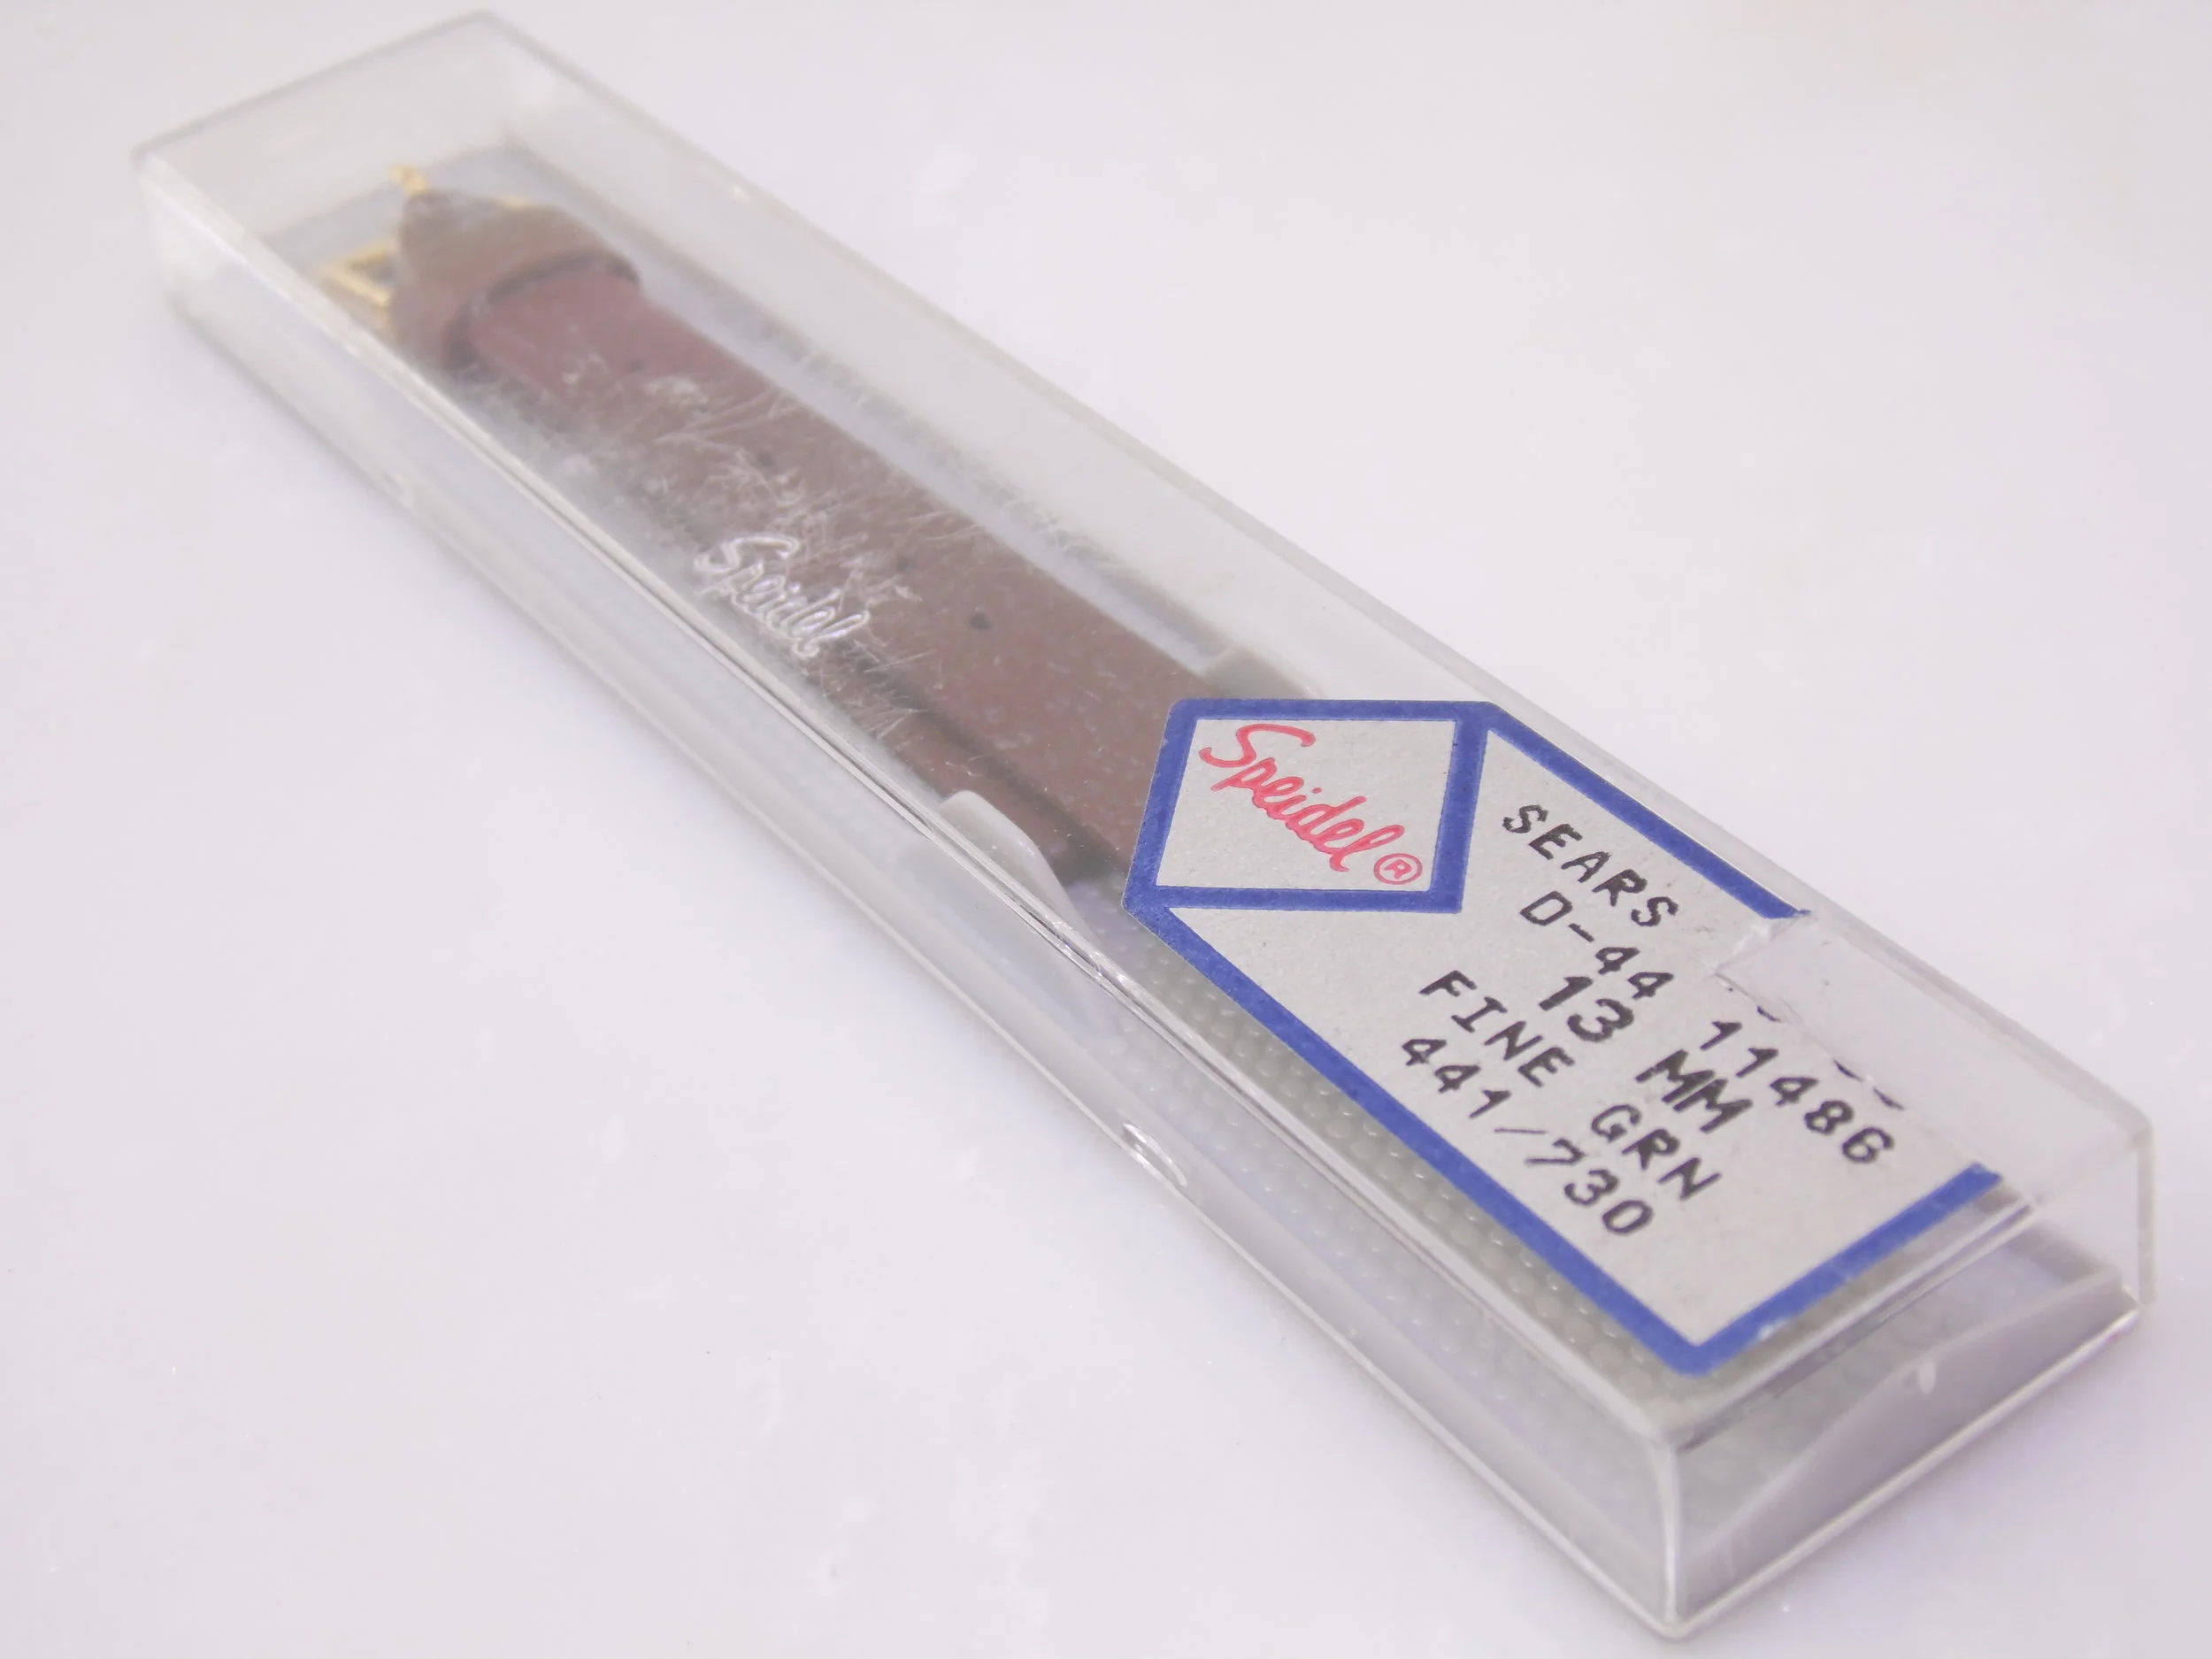 Speidel
Speidel®
SEARS
D-44 11486
13 MM
FINE GRN
441/730